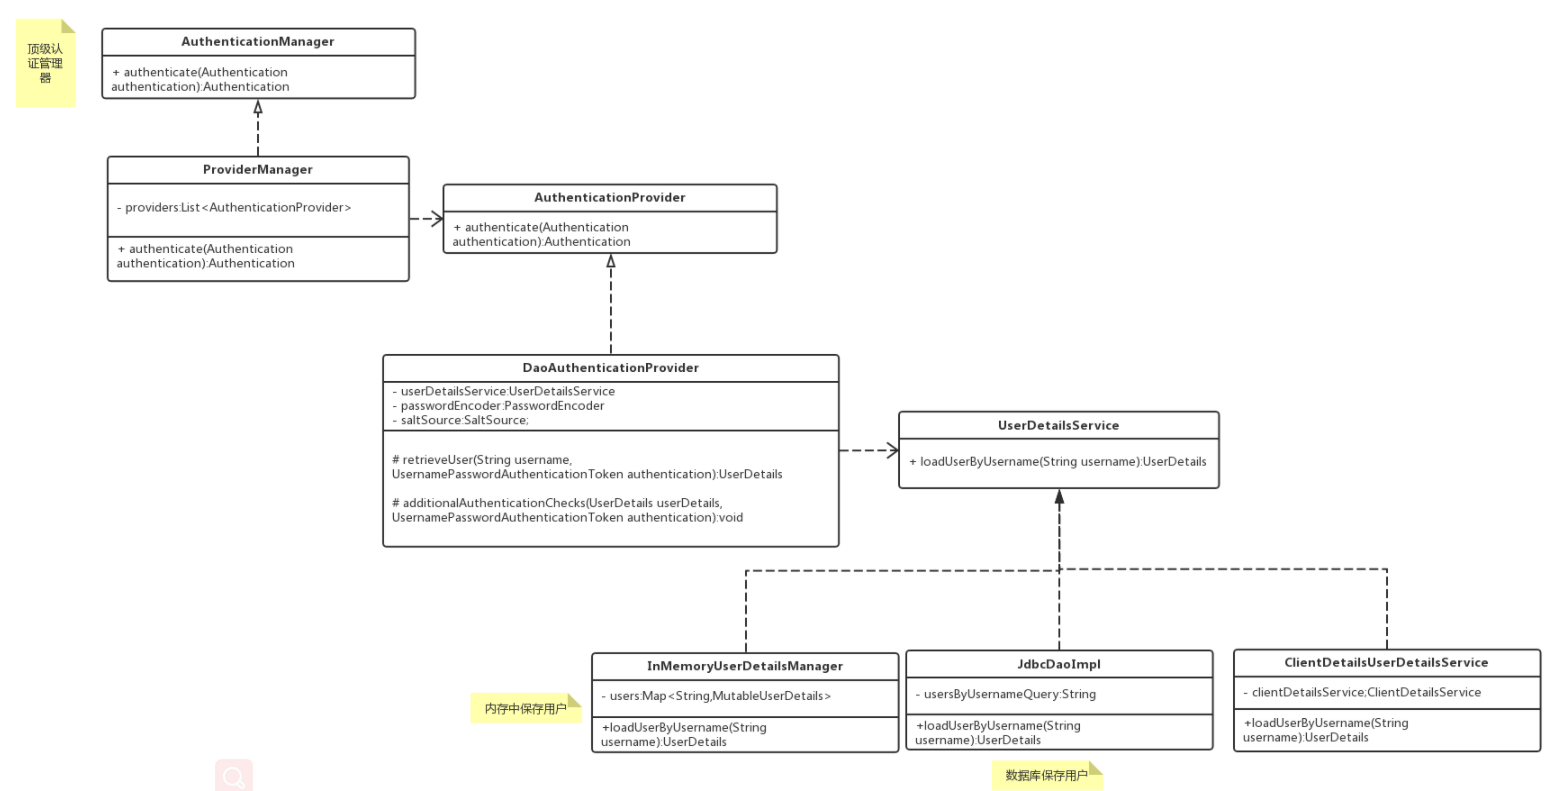 顶级认
证管理
器
AuthenticationManager
+ authenticate(Authentication
authentication):Authentication
ProviderManager
- providers:List<AuthenticationProvider>
+ authenticate(Authentication
authentication):Authentication
AuthenticationProvider
+ authenticate(Authentication
authentication):Authentication
DaoAuthenticationProvider
- userDetailsService:UserDetailsService
- passwordEncoder:PasswordEncoder
- saltSource:SaltSource;
# retrieveUser(String username,
UsernamePasswordAuthenticationToken authentication):UserDetails
# additionalAuthenticationChecks(UserDetails userDetails,
UsernamePasswordAuthenticationToken authentication):void
UserDetailsService
+ loadUserByUsername(String username):UserDetails
InMemoryUserDetailsManager
- users:Map<String,MutableUserDetails>
+loadUserByUsername(String
username):UserDetails
内存中保存用户
JdbcDaoImpl
- usersByUsernameQuery:String
+loadUserByUsername(String
username):UserDetails
数据库保存用户
ClientDetailsUserDetailsService
- clientDetailsService;ClientDetailsService
+loadUserByUsername(String
username):UserDetails